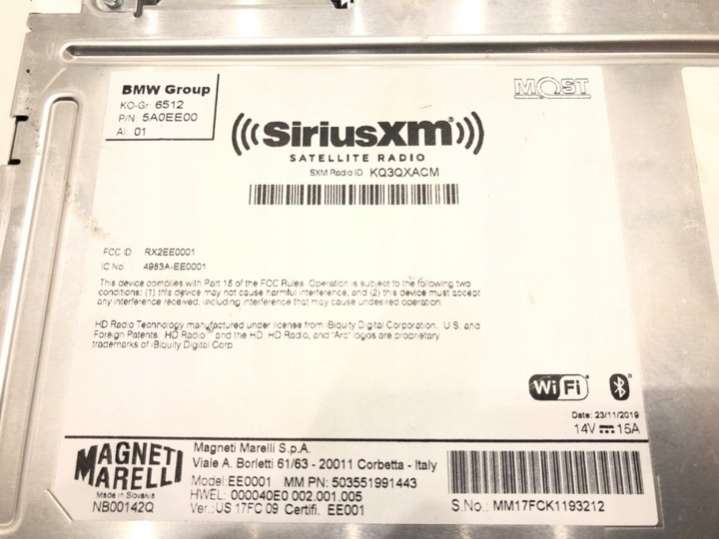 BMW Group
KO-Gr: 6512
P/N: 5A0EE00
AI: 01
MOST
SiriusXM
SATELLITE RADIO
SXM Radio ID KQ3QXACM
FCC ID RX2EE0001
IC No. 4983A-EE0001
This device complies with Part 15 of the FCC Rules. Operation is subject to the following two
conditions: (1) this device may not cause harmful interference, and (2) this device must accept
any interference received, including interference that may cause undesired operation.
HD Radio Technology manufactured under license from iBiquity Digital Corporation. U.S. and
Foreign Patents. HD Radio™ and the HD, HD Radio, and "Arc" logos are proprietary
trademarks of iBiquity Digital Corp.
WiFi
Date: 23/11/2019
14V 15A
MAGNETI
MARELLI
Made in Slovakia
NB00142Q
Magneti Marelli S.p.A.
Viale A. Borletti 61/63 - 20011 Corbetta - Italy
Model: EE0001 MM PN: 503551991443
HWEL: 000040E0 002.001.005
Ver.: US 17FC 09 Certifi. EE001
S.No.: MM17FCK1193212